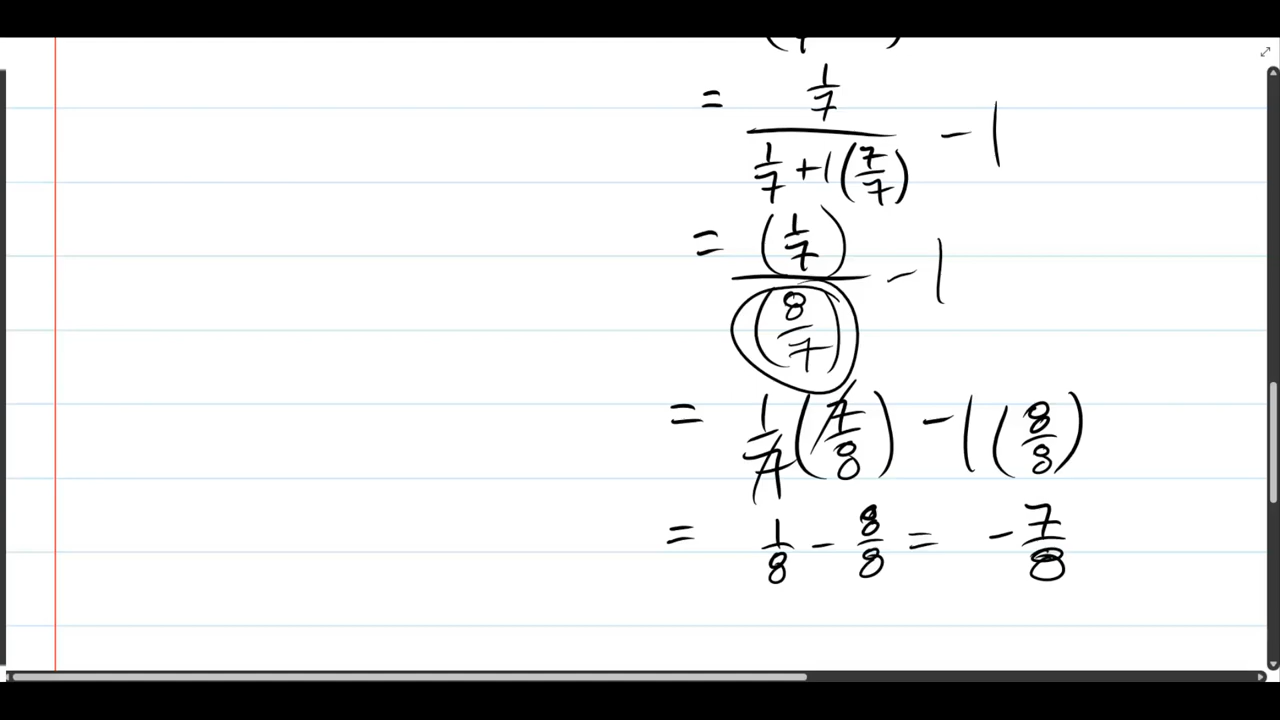 = (1/7)/(1/7 + 1(7/7)) - 1
= (1/7)/(8/7) - 1
= 1/7 (7/8) - 1 (8/8)
= 1/8 - 8/8 = - 7/8